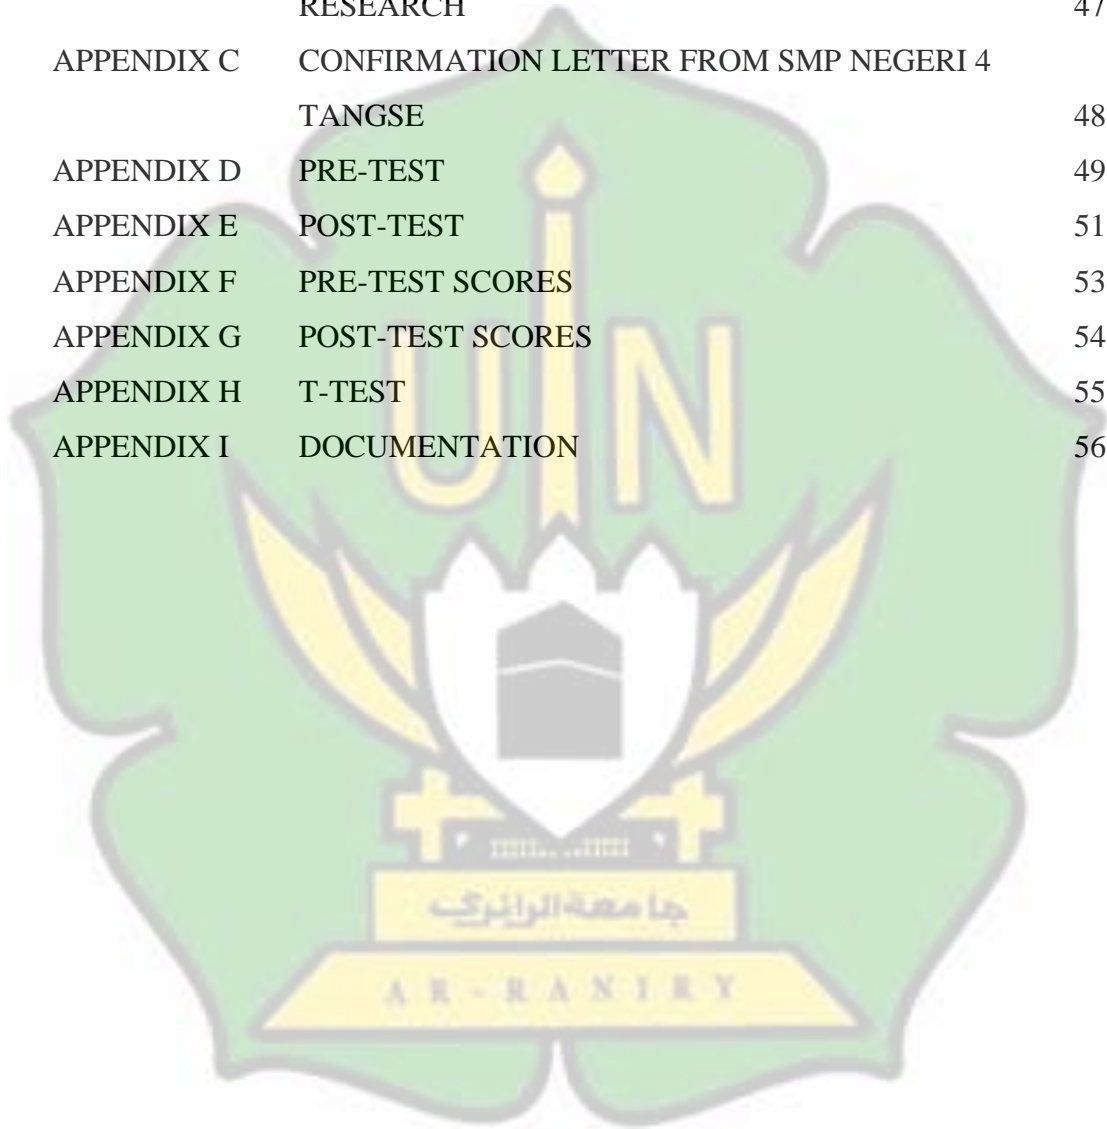 RESEARCH 47
APPENDIX C CONFIRMATION LETTER FROM SMP NEGERI 4
TANGSE 48
APPENDIX D PRE-TEST 49
APPENDIX E POST-TEST 51
APPENDIX F PRE-TEST SCORES 53
APPENDIX G POST-TEST SCORES 54
APPENDIX H T-TEST 55
APPENDIX I DOCUMENTATION 56
UIN
جامعة الرانري
AR-RANIRY